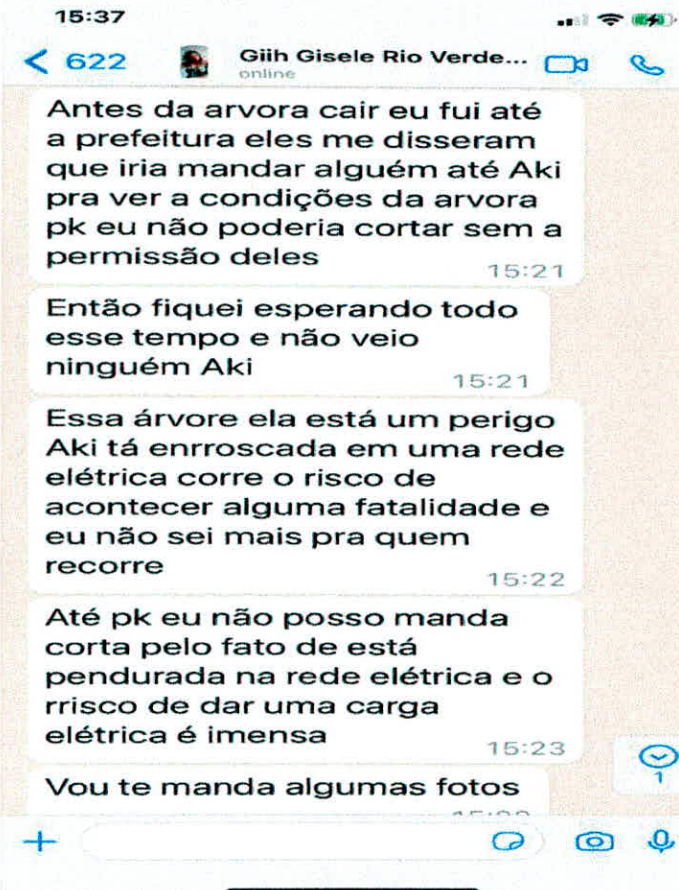 15:37
622
Giih Gisele Rio Verde...
online
Antes da arvora cair eu fui até
a prefeitura eles me disseram
que iria mandar alguém até Aki
pra ver a condições da arvora
pk eu não poderia cortar sem a
permissão deles
15:21
Então fiquei esperando todo
esse tempo e não veio
ninguém Aki
15:21
Essa árvore ela está um perigo
Aki tá enrroscada em uma rede
elétrica corre o risco de
acontecer alguma fatalidade e
eu não sei mais pra quem
recorre
15:22
Até pk eu não posso manda
corta pelo fato de está
pendurada na rede elétrica e o
rrisco de dar uma carga
elétrica é imensa
15:23
1
Vou te manda algumas fotos